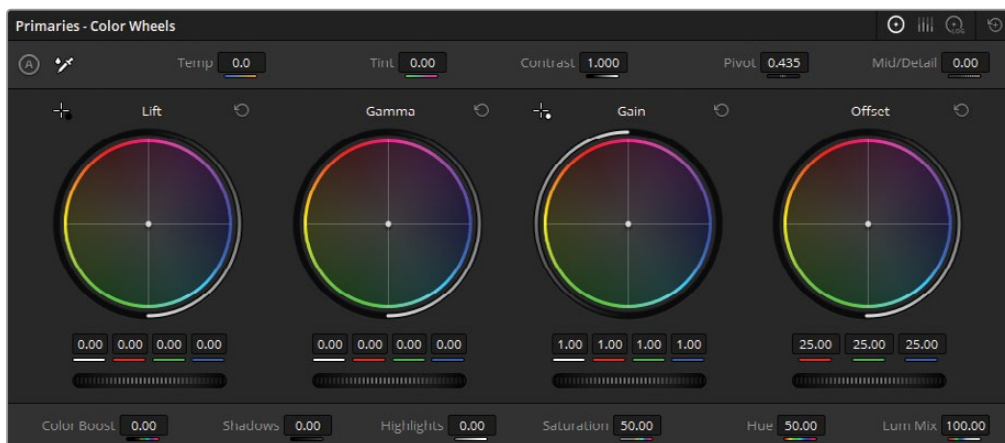 Primaries - Color Wheels
LOG
A Temp 0.0 Tint 0.00 Contrast 1.000 Pivot 0.435 Mid/Detail 0.00
Lift Gamma Gain Offset
0.00 0.00 0.00 0.00 0.00 0.00 0.00 0.00 1.00 1.00 1.00 1.00 25.00 25.00 25.00
Color Boost 0.00 Shadows 0.00 Highlights 0.00 Saturation 50.00 Hue 50.00 Lum Mix 100.00